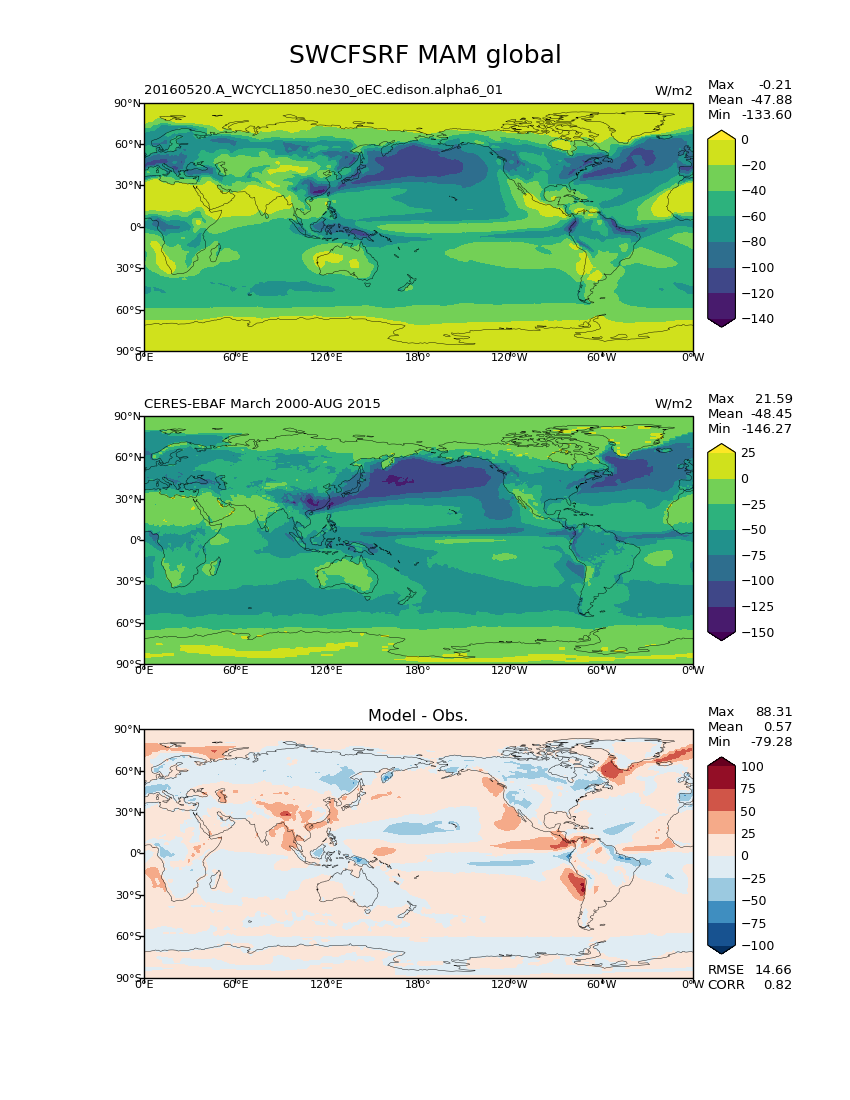 SWCFSRF MAM global
20160520.A_WCYCL1850.ne30_oEC.edison.alpha6_01 W/m2
Max -0.21
Mean -47.88
Min -133.60
90°N
60°N
30°N
0°
30°S
60°S
90°S
0°E 60°E 120°E 180° 120°W 60°W 0°W
0
−20
−40
−60
−80
−100
−120
−140
CERES-EBAF March 2000-AUG 2015 W/m2
Max 21.59
Mean -48.45
Min -146.27
90°N
60°N
30°N
0°
30°S
60°S
90°S
0°E 60°E 120°E 180° 120°W 60°W 0°W
25
0
−25
−50
−75
−100
−125
−150
Model - Obs.
Max 88.31
Mean 0.57
Min -79.28
90°N
60°N
30°N
0°
30°S
60°S
90°S
0°E 60°E 120°E 180° 120°W 60°W 0°W
100
75
50
25
0
−25
−50
−75
−100
RMSE 14.66
CORR 0.82